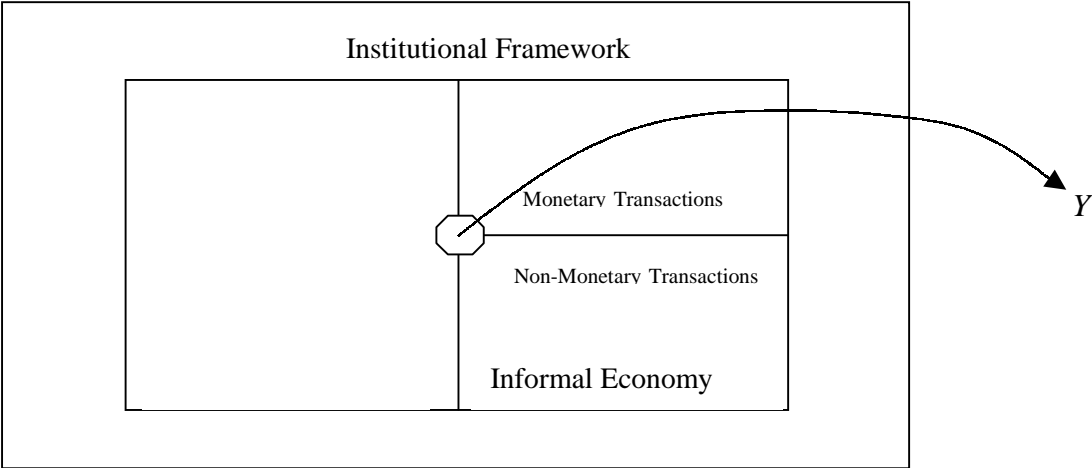 Institutional Framework
Monetary Transactions
Y
Non-Monetary Transactions
Informal Economy